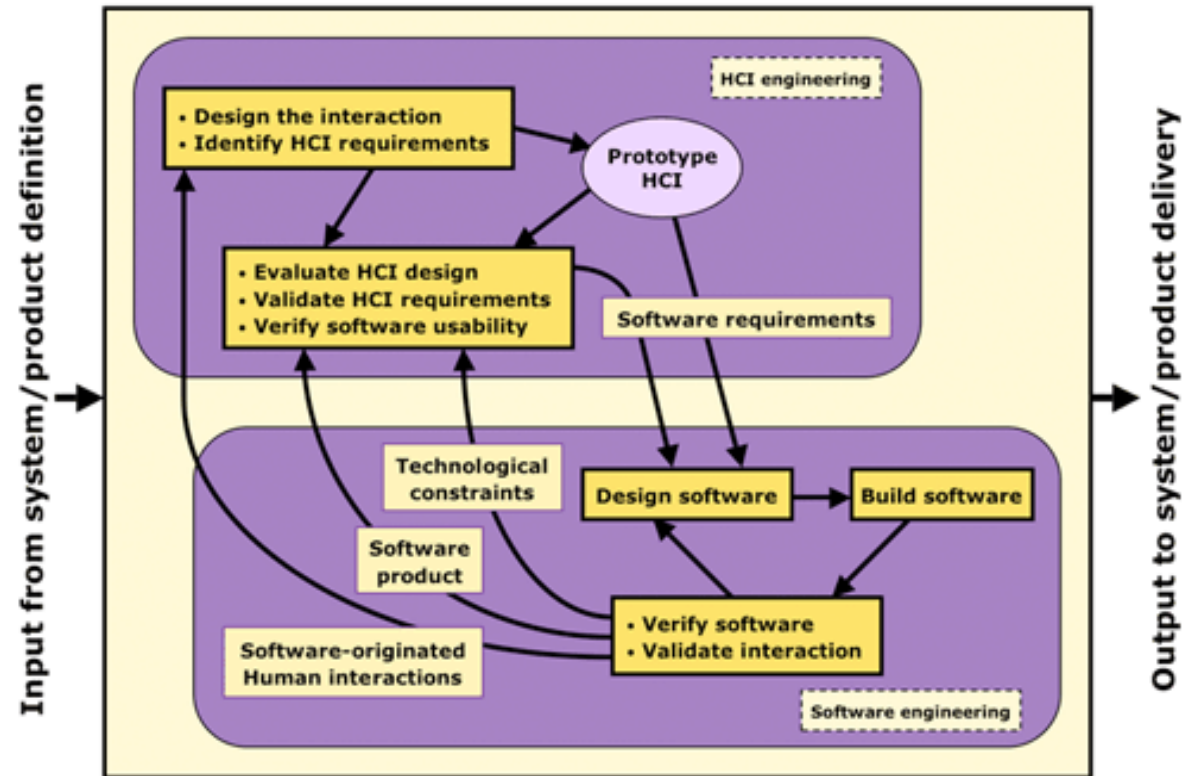 Input from system/product definition
HCI engineering
• Design the interaction
• Identify HCI requirements
Prototype
HCI
• Evaluate HCI design
• Validate HCI requirements
• Verify software usability
Software requirements
Technological
constraints
Design software
Build software
Software
product
• Verify software
• Validate interaction
Software-originated
Human interactions
Software engineering
Output to system/product delivery